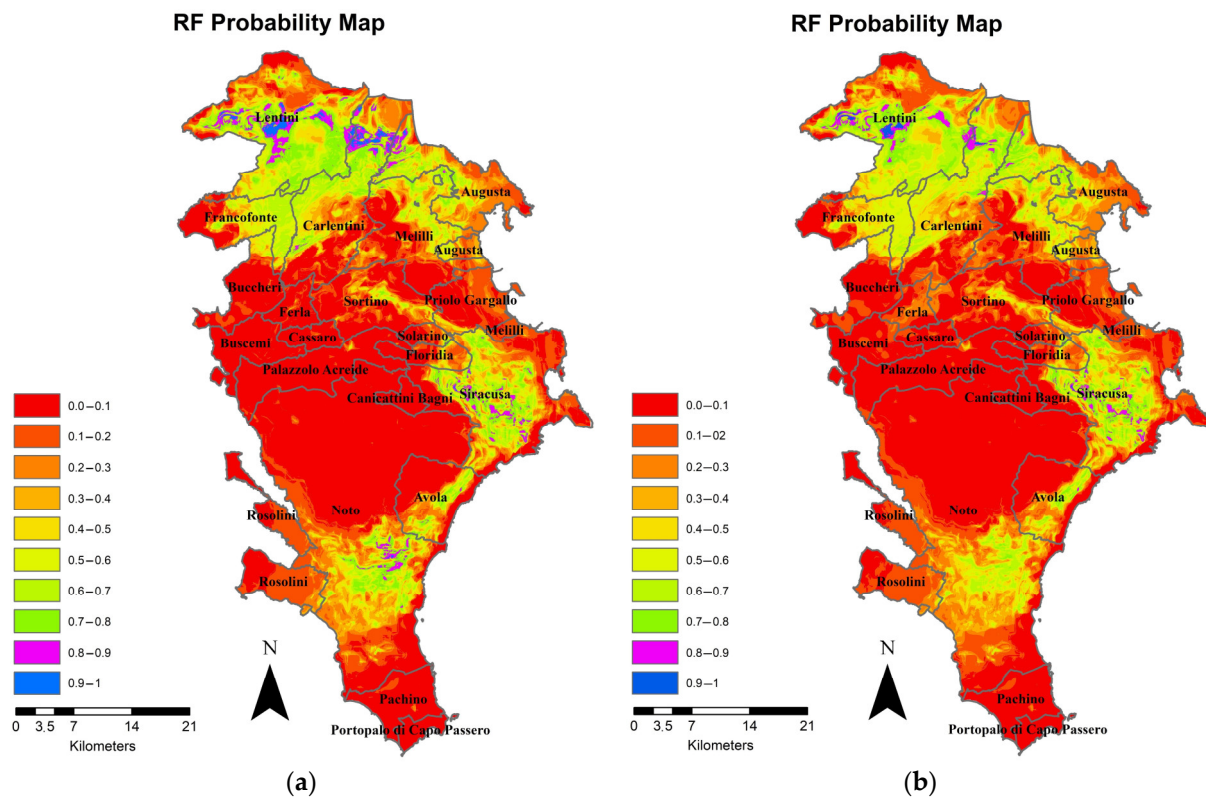 RF Probability Map
Lentini
Augusta
Francofonte
Carlentini
Melilli
Augusta
Buccheri
Sortino
Priolo Gargallo
Ferla
Melilli
Solarino
Cassaro
Buscemi
Floridia
Palazzolo Acreide
Siracusa
Canicattini Bagni
Avola
Noto
Rosolini
Rosolini
Pachino
Portopalo di Capo Passero
0.0–0.1
0.1–0.2
0.2–0.3
0.3–0.4
0.4–0.5
0.5–0.6
0.6–0.7
0.7–0.8
0.8–0.9
0.9–1
N
0 3.5 7 14 21
Kilometers
(a)
RF Probability Map
Lentini
Augusta
Francofonte
Carlentini
Melilli
Augusta
Buccheri
Sortino
Priolo Gargallo
Ferla
Melilli
Solarino
Cassaro
Buscemi
Floridia
Palazzolo Acreide
Siracusa
Canicattini Bagni
Avola
Noto
Rosolini
Rosolini
Pachino
Portopalo di Capo Passero
0.0–0.1
0.1–02
0.2–0.3
0.3–0.4
0.4–0.5
0.5–0.6
0.6–0.7
0.7–0.8
0.8–0.9
0.9–1
N
0 3.5 7 14 21
Kilometers
(b)